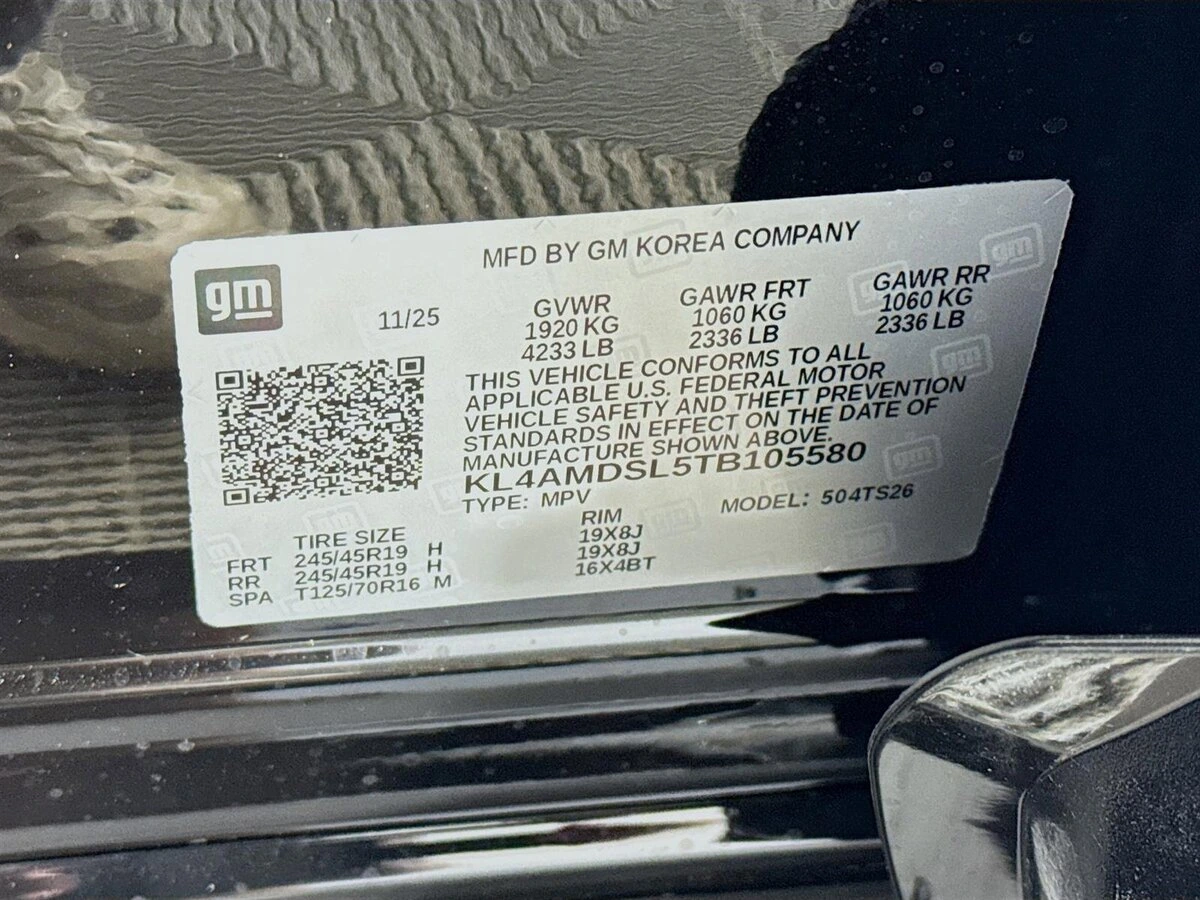 MFD BY GM KOREA COMPANY
gm
11/25
GVWR GAWR FRT GAWR RR
1920 KG 1060 KG 1060 KG
4233 LB 2336 LB 2336 LB
THIS VEHICLE CONFORMS TO ALL
APPLICABLE U.S. FEDERAL MOTOR
VEHICLE SAFETY AND THEFT PREVENTION
STANDARDS IN EFFECT ON THE DATE OF
MANUFACTURE SHOWN ABOVE.
KL4AMDSL5TB105580
TYPE: MPV MODEL: 504TS26
TIRE SIZE RIM
FRT 245/45R19 H 19X8J
RR 245/45R19 H 19X8J
SPA T125/70R16 M 16X4BT